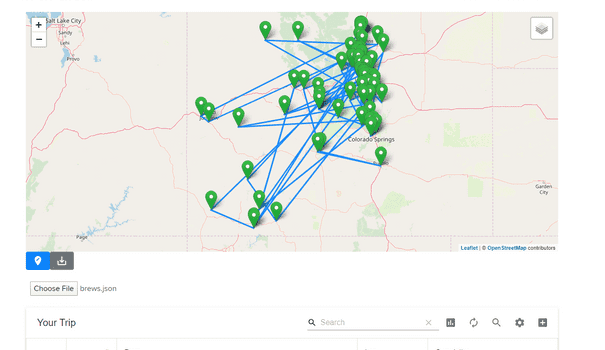 Salt Lake City
+
Sandy
Lehi
−
Provo
Colorado Springs
Garden
City
Page
Leaflet | © OpenStreetMap contributors
Choose File brews.json
Your Trip
Search